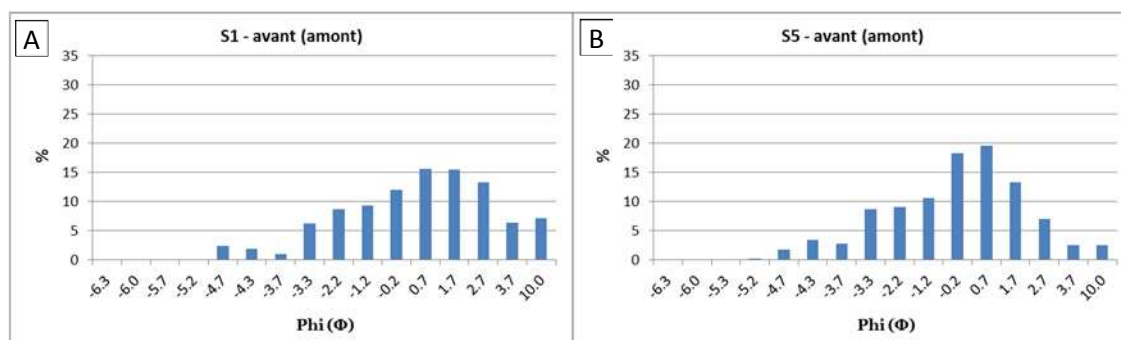 A
S1 - avant (amont)
35
30
25
20
15
10
5
0
%
-6.3 -6.0 -5.7 -5.2 -4.7 -4.3 -3.7 -3.3 -2.2 -1.2 -0.2 0.7 1.7 2.7 3.7 10.0
Phi (Φ)
B
S5 - avant (amont)
35
30
25
20
15
10
5
0
%
-6.3 -6.0 -5.7 -5.2 -4.7 -4.3 -3.7 -3.3 -2.2 -1.2 -0.2 0.7 1.7 2.7 3.7 10.0
Phi (Φ)